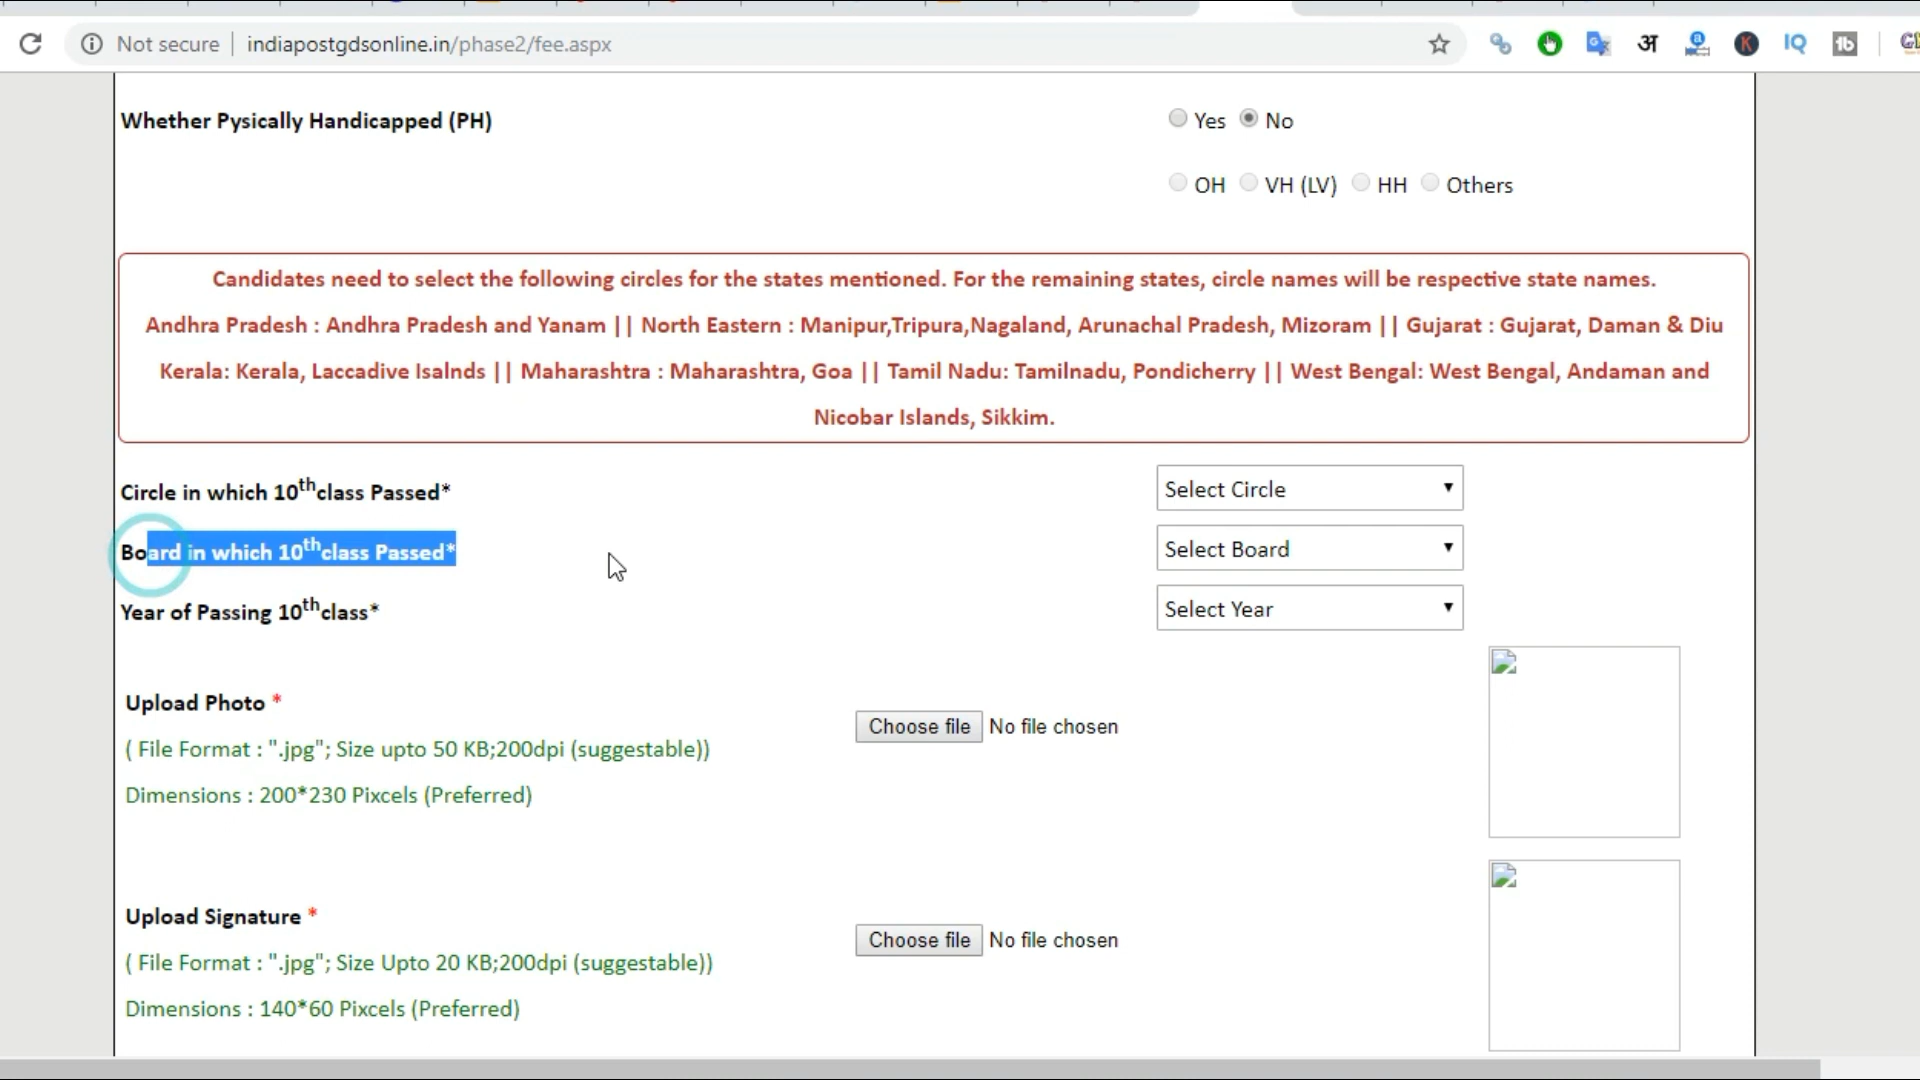 Not secure | indiapostgdsonline.in/phase2/fee.aspx
अ
IQ
Whether Pysically Handicapped (PH)
Yes No
OH VH (LV) HH Others
Candidates need to select the following circles for the states mentioned. For the remaining states, circle names will be respective state names.
Andhra Pradesh : Andhra Pradesh and Yanam || North Eastern : Manipur,Tripura,Nagaland, Arunachal Pradesh, Mizoram || Gujarat : Gujarat, Daman & Diu
Kerala: Kerala, Laccadive Isalnds || Maharashtra : Maharashtra, Goa || Tamil Nadu: Tamilnadu, Pondicherry || West Bengal: West Bengal, Andaman and
Nicobar Islands, Sikkim.
Circle in which 10th class Passed*
Select Circle
Board in which 10th class Passed*
Select Board
Year of Passing 10th class*
Select Year
Upload Photo *
Choose file No file chosen
( File Format : ".jpg"; Size upto 50 KB;200dpi (suggestable))
Dimensions : 200*230 Pixcels (Preferred)
Upload Signature *
Choose file No file chosen
( File Format : ".jpg"; Size Upto 20 KB;200dpi (suggestable))
Dimensions : 140*60 Pixcels (Preferred)